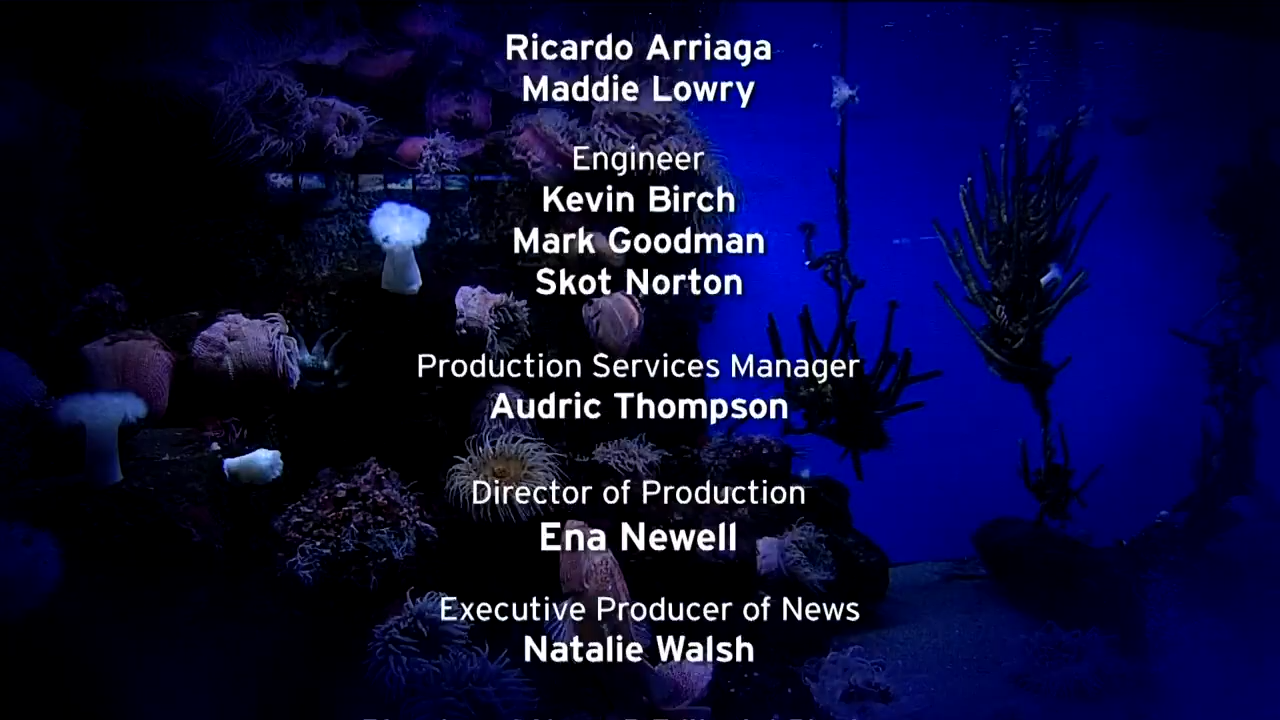 Ricardo Arriaga
Maddie Lowry
Engineer
Kevin Birch
Mark Goodman
Skot Norton
Production Services Manager
Audric Thompson
Director of Production
Ena Newell
Executive Producer of News
Natalie Walsh